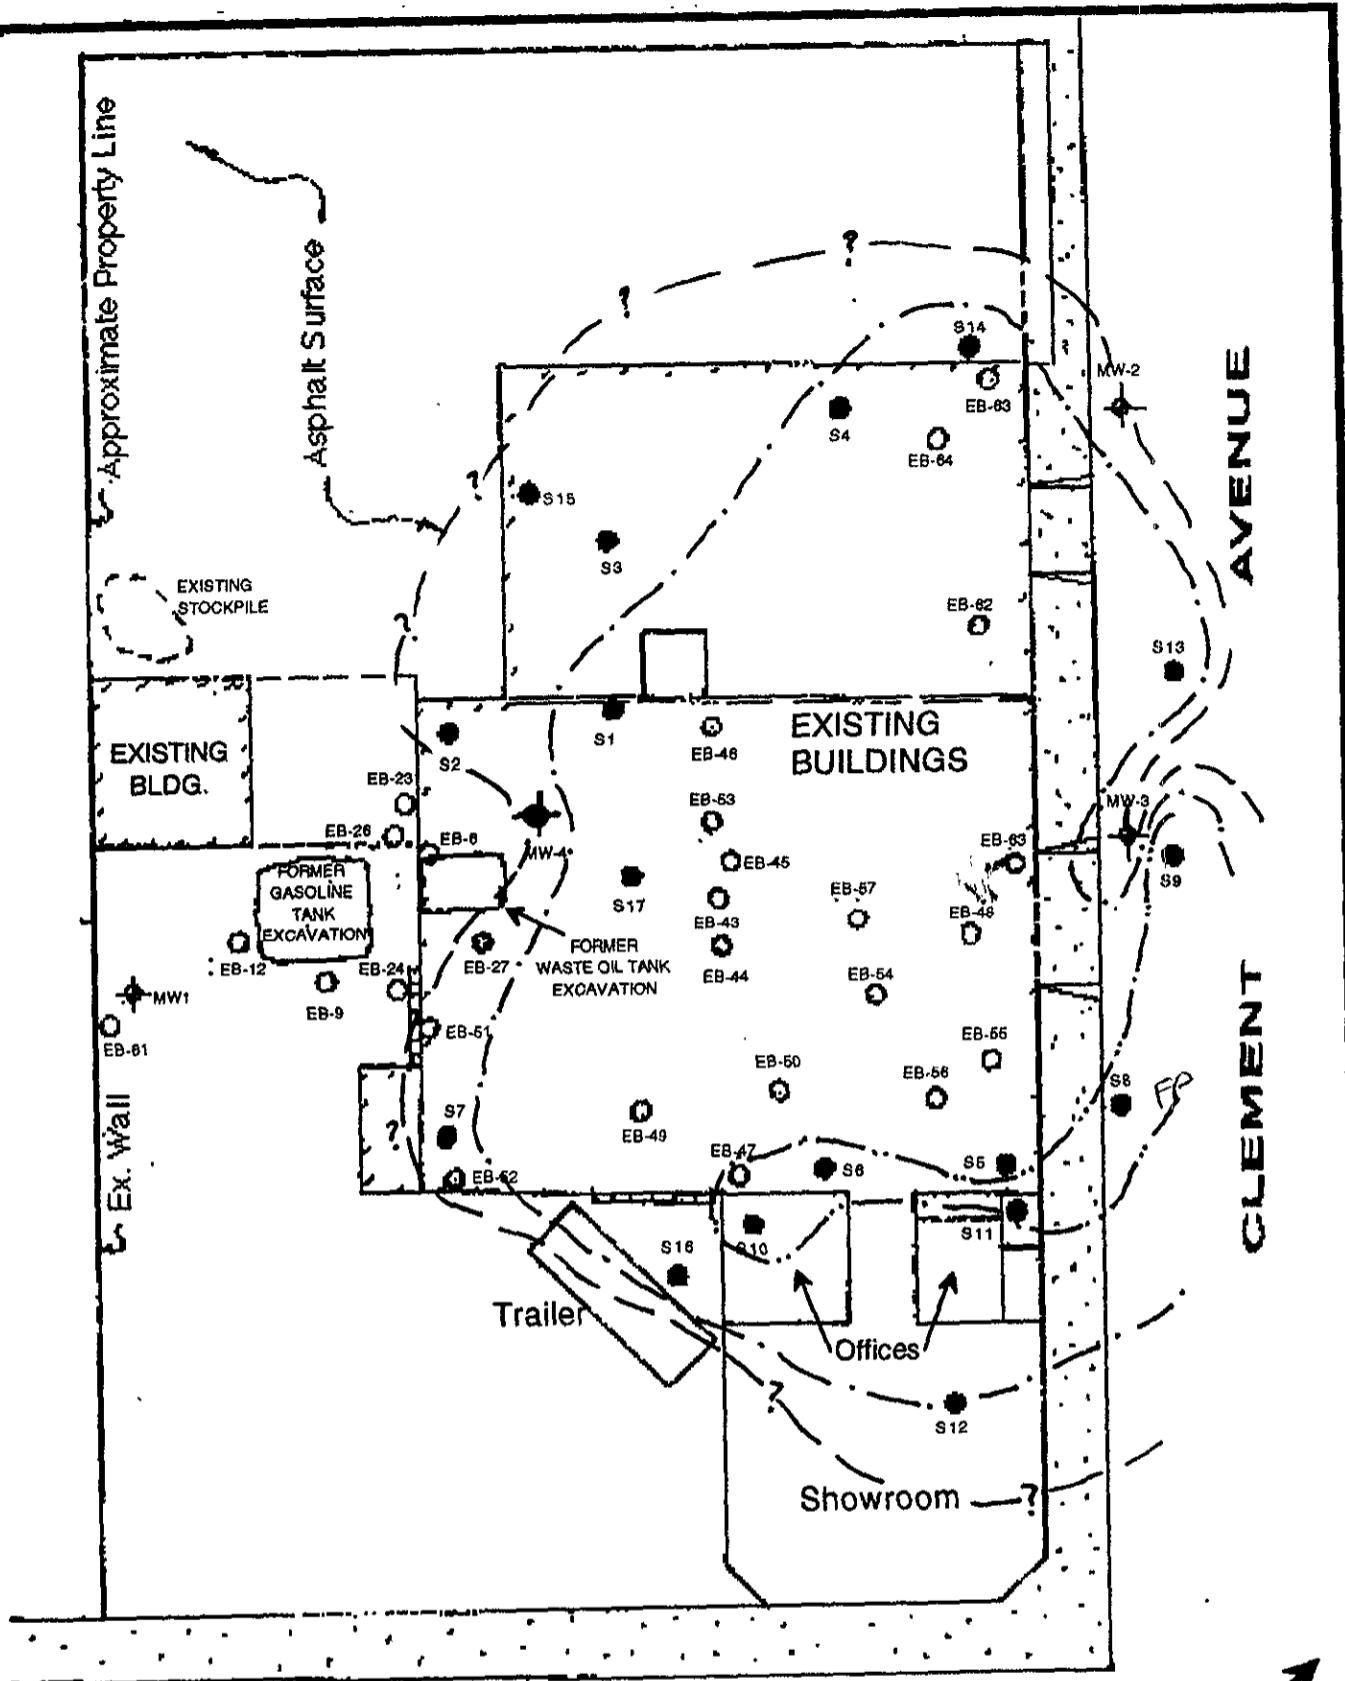 Approximate Property Line
Asphalt Surface
?
?
?
?
S14
MW-2
EB-63
S4
EB-64
S15
S3
AVENUE
EXISTING
STOCKPILE
EB-62
S13
S1
S2
EB-46
EXISTING
BUILDINGS
EXISTING
BLDG.
EB-23
EB-26
EB-6
MW-4
EB-53
EB-45
MW-3
EB-63
S9
FORMER
GASOLINE
TANK
EXCAVATION
S17
EB-43
EB-57
EB-48
EB-44
EB-12
EB-24
EB-27
FORMER
WASTE OIL TANK
EXCAVATION
MW1
EB-9
EB-54
EB-61
EB-51
EB-55
EB-50
EB-56
S8
Ex. Wall
?
S7
EB-49
EB-47
EB-52
S6
S5
CLEMENT
S16
S10
S11
Trailer
Offices
?
S12
Showroom
?